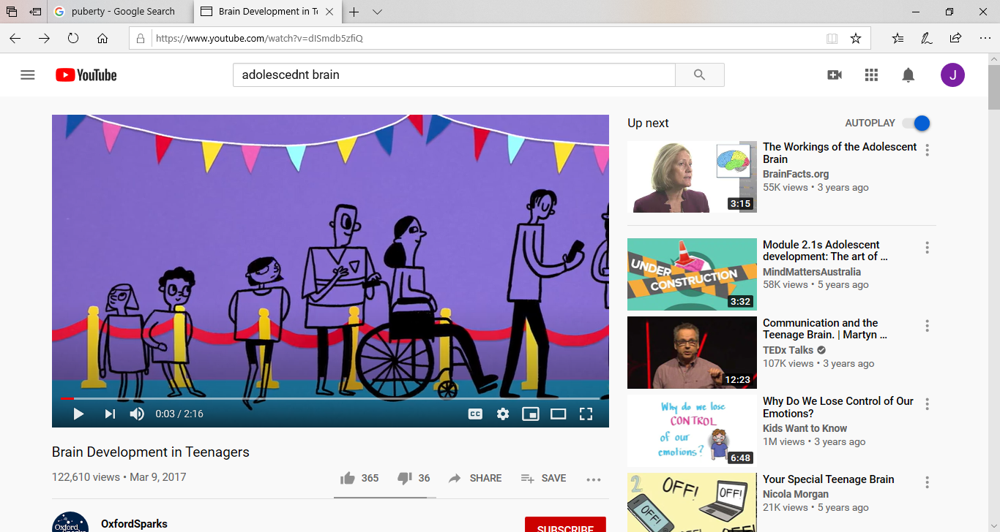 puberty - Google Search
Brain Development in Te
https://www.youtube.com/watch?v=dISmdb5zfiQ
YouTube
adolescednt brain
J
Up next
AUTOPLAY
The Workings of the Adolescent
Brain
BrainFacts.org
55K views • 3 years ago
3:15
UNDER
CONSTRUCTION
3:32
Module 2.1s Adolescent
development: The art of ...
MindMattersAustralia
58K views • 5 years ago
12:23
Communication and the
Teenage Brain. | Martyn ...
TEDx Talks
107K views • 3 years ago
Why do we lose
CONTROL
of our
emotions?
6:48
Why Do We Lose Control of Our
Emotions?
Kids Want to Know
1M views • 3 years ago
2
OFF!
OFF!
OFF!
Your Special Teenage Brain
Nicola Morgan
21K views • 5 years ago
0:03 / 2:16
CC
Brain Development in Teenagers
122,610 views • Mar 9, 2017
365
36
SHARE
SAVE
Oxford
OxfordSparks
SUBSCRIBE